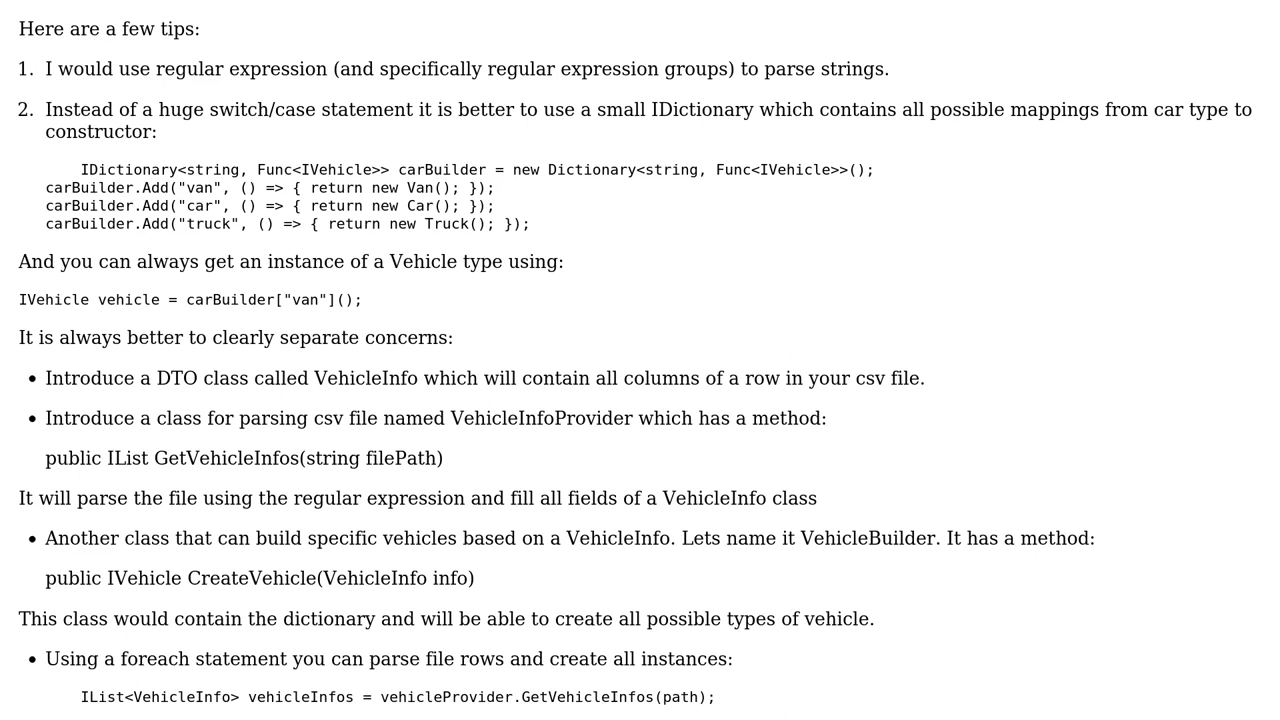 Here are a few tips:
1. I would use regular expression (and specifically regular expression groups) to parse strings.
2. Instead of a huge switch/case statement it is better to use a small IDictionary which contains all possible mappings from car type to
constructor:
IDictionary<string, Func<IVehicle>> carBuilder = new Dictionary<string, Func<IVehicle>>();
carBuilder.Add("van", () => { return new Van(); });
carBuilder.Add("car", () => { return new Car(); });
carBuilder.Add("truck", () => { return new Truck(); });
And you can always get an instance of a Vehicle type using:
IVehicle vehicle = carBuilder["van"]();
It is always better to clearly separate concerns:
• Introduce a DTO class called VehicleInfo which will contain all columns of a row in your csv file.
• Introduce a class for parsing csv file named VehicleInfoProvider which has a method:
public IList GetVehicleInfos(string filePath)
It will parse the file using the regular expression and fill all fields of a VehicleInfo class
• Another class that can build specific vehicles based on a VehicleInfo. Lets name it VehicleBuilder. It has a method:
public IVehicle CreateVehicle(VehicleInfo info)
This class would contain the dictionary and will be able to create all possible types of vehicle.
• Using a foreach statement you can parse file rows and create all instances:
IList<VehicleInfo> vehicleInfos = vehicleProvider.GetVehicleInfos(path);